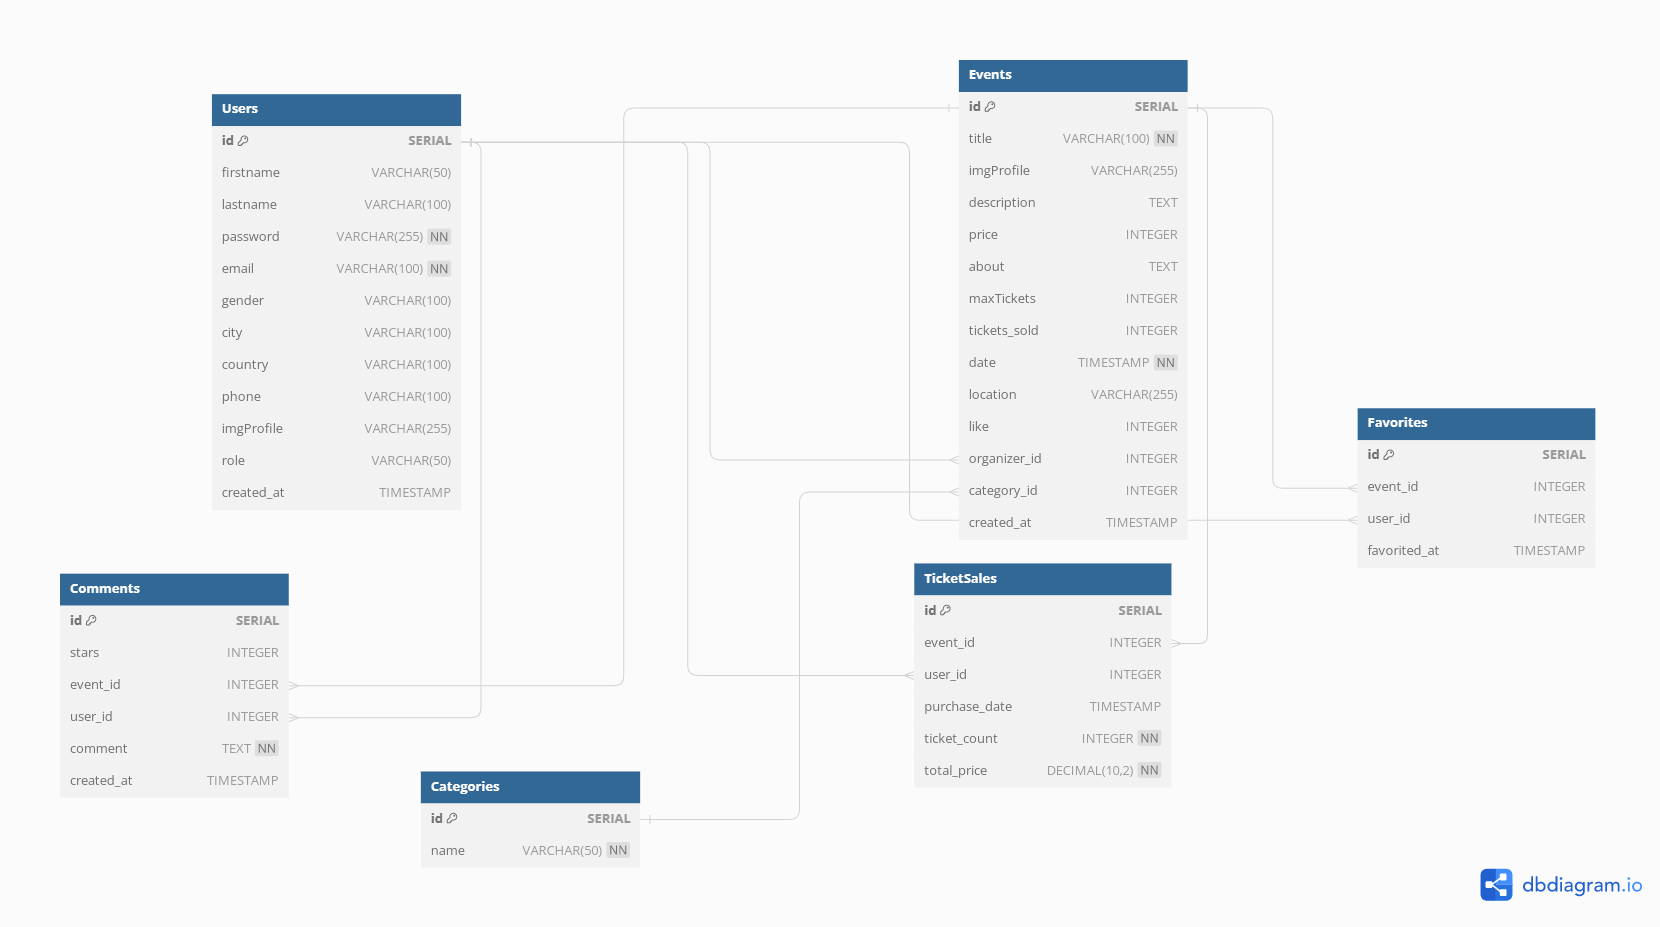 Users
id SERIAL
firstname VARCHAR(50)
lastname VARCHAR(100)
password VARCHAR(255) NN
email VARCHAR(100) NN
gender VARCHAR(100)
city VARCHAR(100)
country VARCHAR(100)
phone VARCHAR(100)
imgProfile VARCHAR(255)
role VARCHAR(50)
created_at TIMESTAMP
Events
id SERIAL
title VARCHAR(100) NN
imgProfile VARCHAR(255)
description TEXT
price INTEGER
about TEXT
maxTickets INTEGER
tickets_sold INTEGER
date TIMESTAMP NN
location VARCHAR(255)
like INTEGER
organizer_id INTEGER
category_id INTEGER
created_at TIMESTAMP
Favorites
id SERIAL
event_id INTEGER
user_id INTEGER
favorited_at TIMESTAMP
Comments
id SERIAL
stars INTEGER
event_id INTEGER
user_id INTEGER
comment TEXT NN
created_at TIMESTAMP
TicketSales
id SERIAL
event_id INTEGER
user_id INTEGER
purchase_date TIMESTAMP
ticket_count INTEGER NN
total_price DECIMAL(10,2) NN
Categories
id SERIAL
name VARCHAR(50) NN
dbdiagram.io